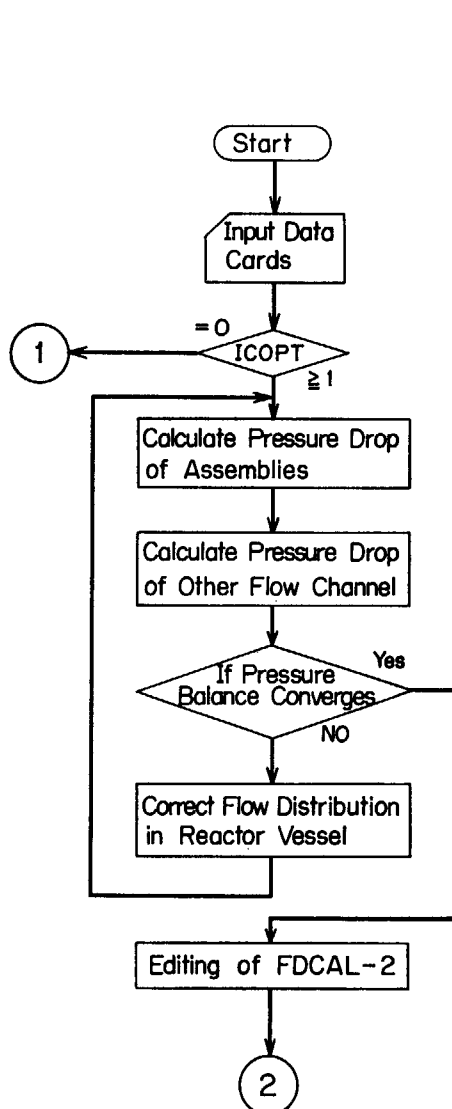 Start
Input Data
Cards
= 0
1
ICOPT
≧ 1
Calculate Pressure Drop
of Assemblies
Calculate Pressure Drop
of Other Flow Channel
Yes
If Pressure
Balance Converges
NO
Correct Flow Distribution
in Reactor Vessel
Editing of FDCAL-2
2